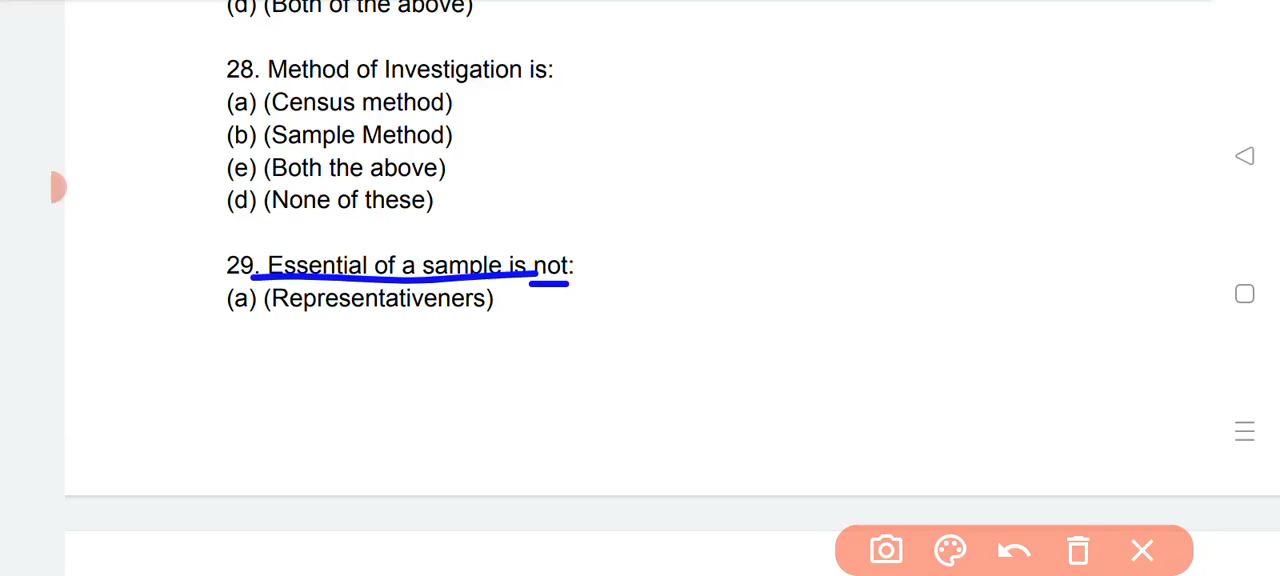 (d) (Both of the above)
28. Method of Investigation is:
(a) (Census method)
(b) (Sample Method)
(e) (Both the above)
(d) (None of these)
29. Essential of a sample is not:
(a) (Representativeners)